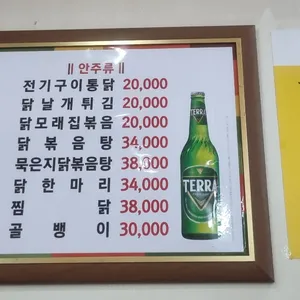 || 안주류 ||
전기구이통닭 20,000
닭날개튀김 20,000
닭모래집볶음 20,000
닭볶음탕 34,000
묵은지닭볶음탕 38,000
닭한마리 34,000
찜닭 38,000
골뱅이 30,000
TERRA